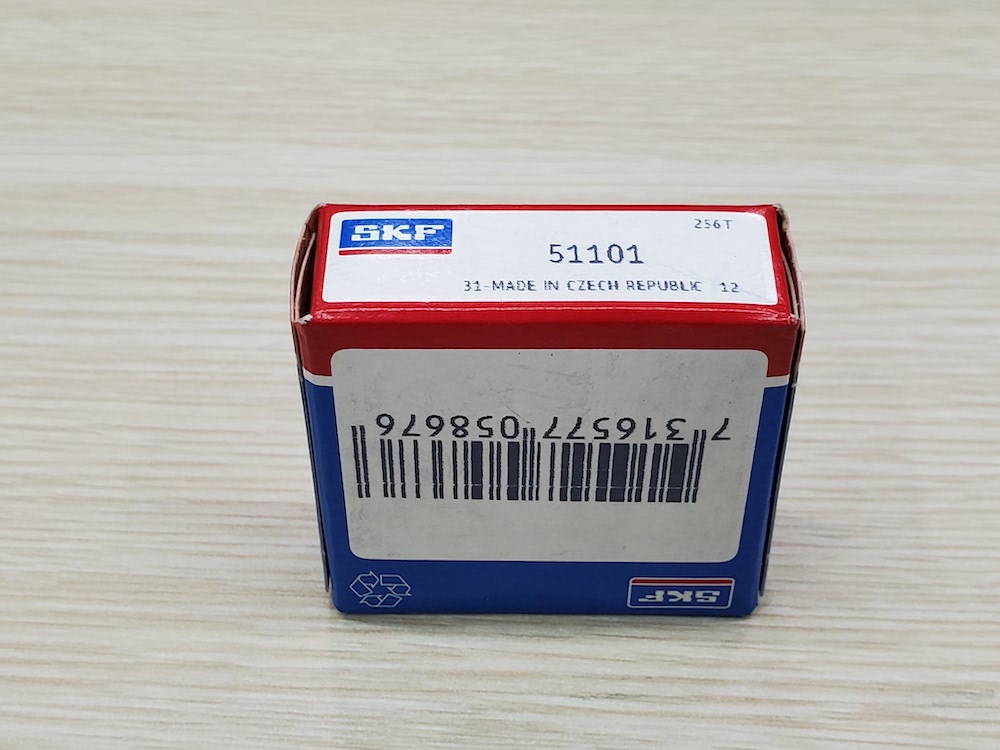 SKF
256T
51101
31-MADE IN CZECH REPUBLIC 12
7 316577 058676
SKF